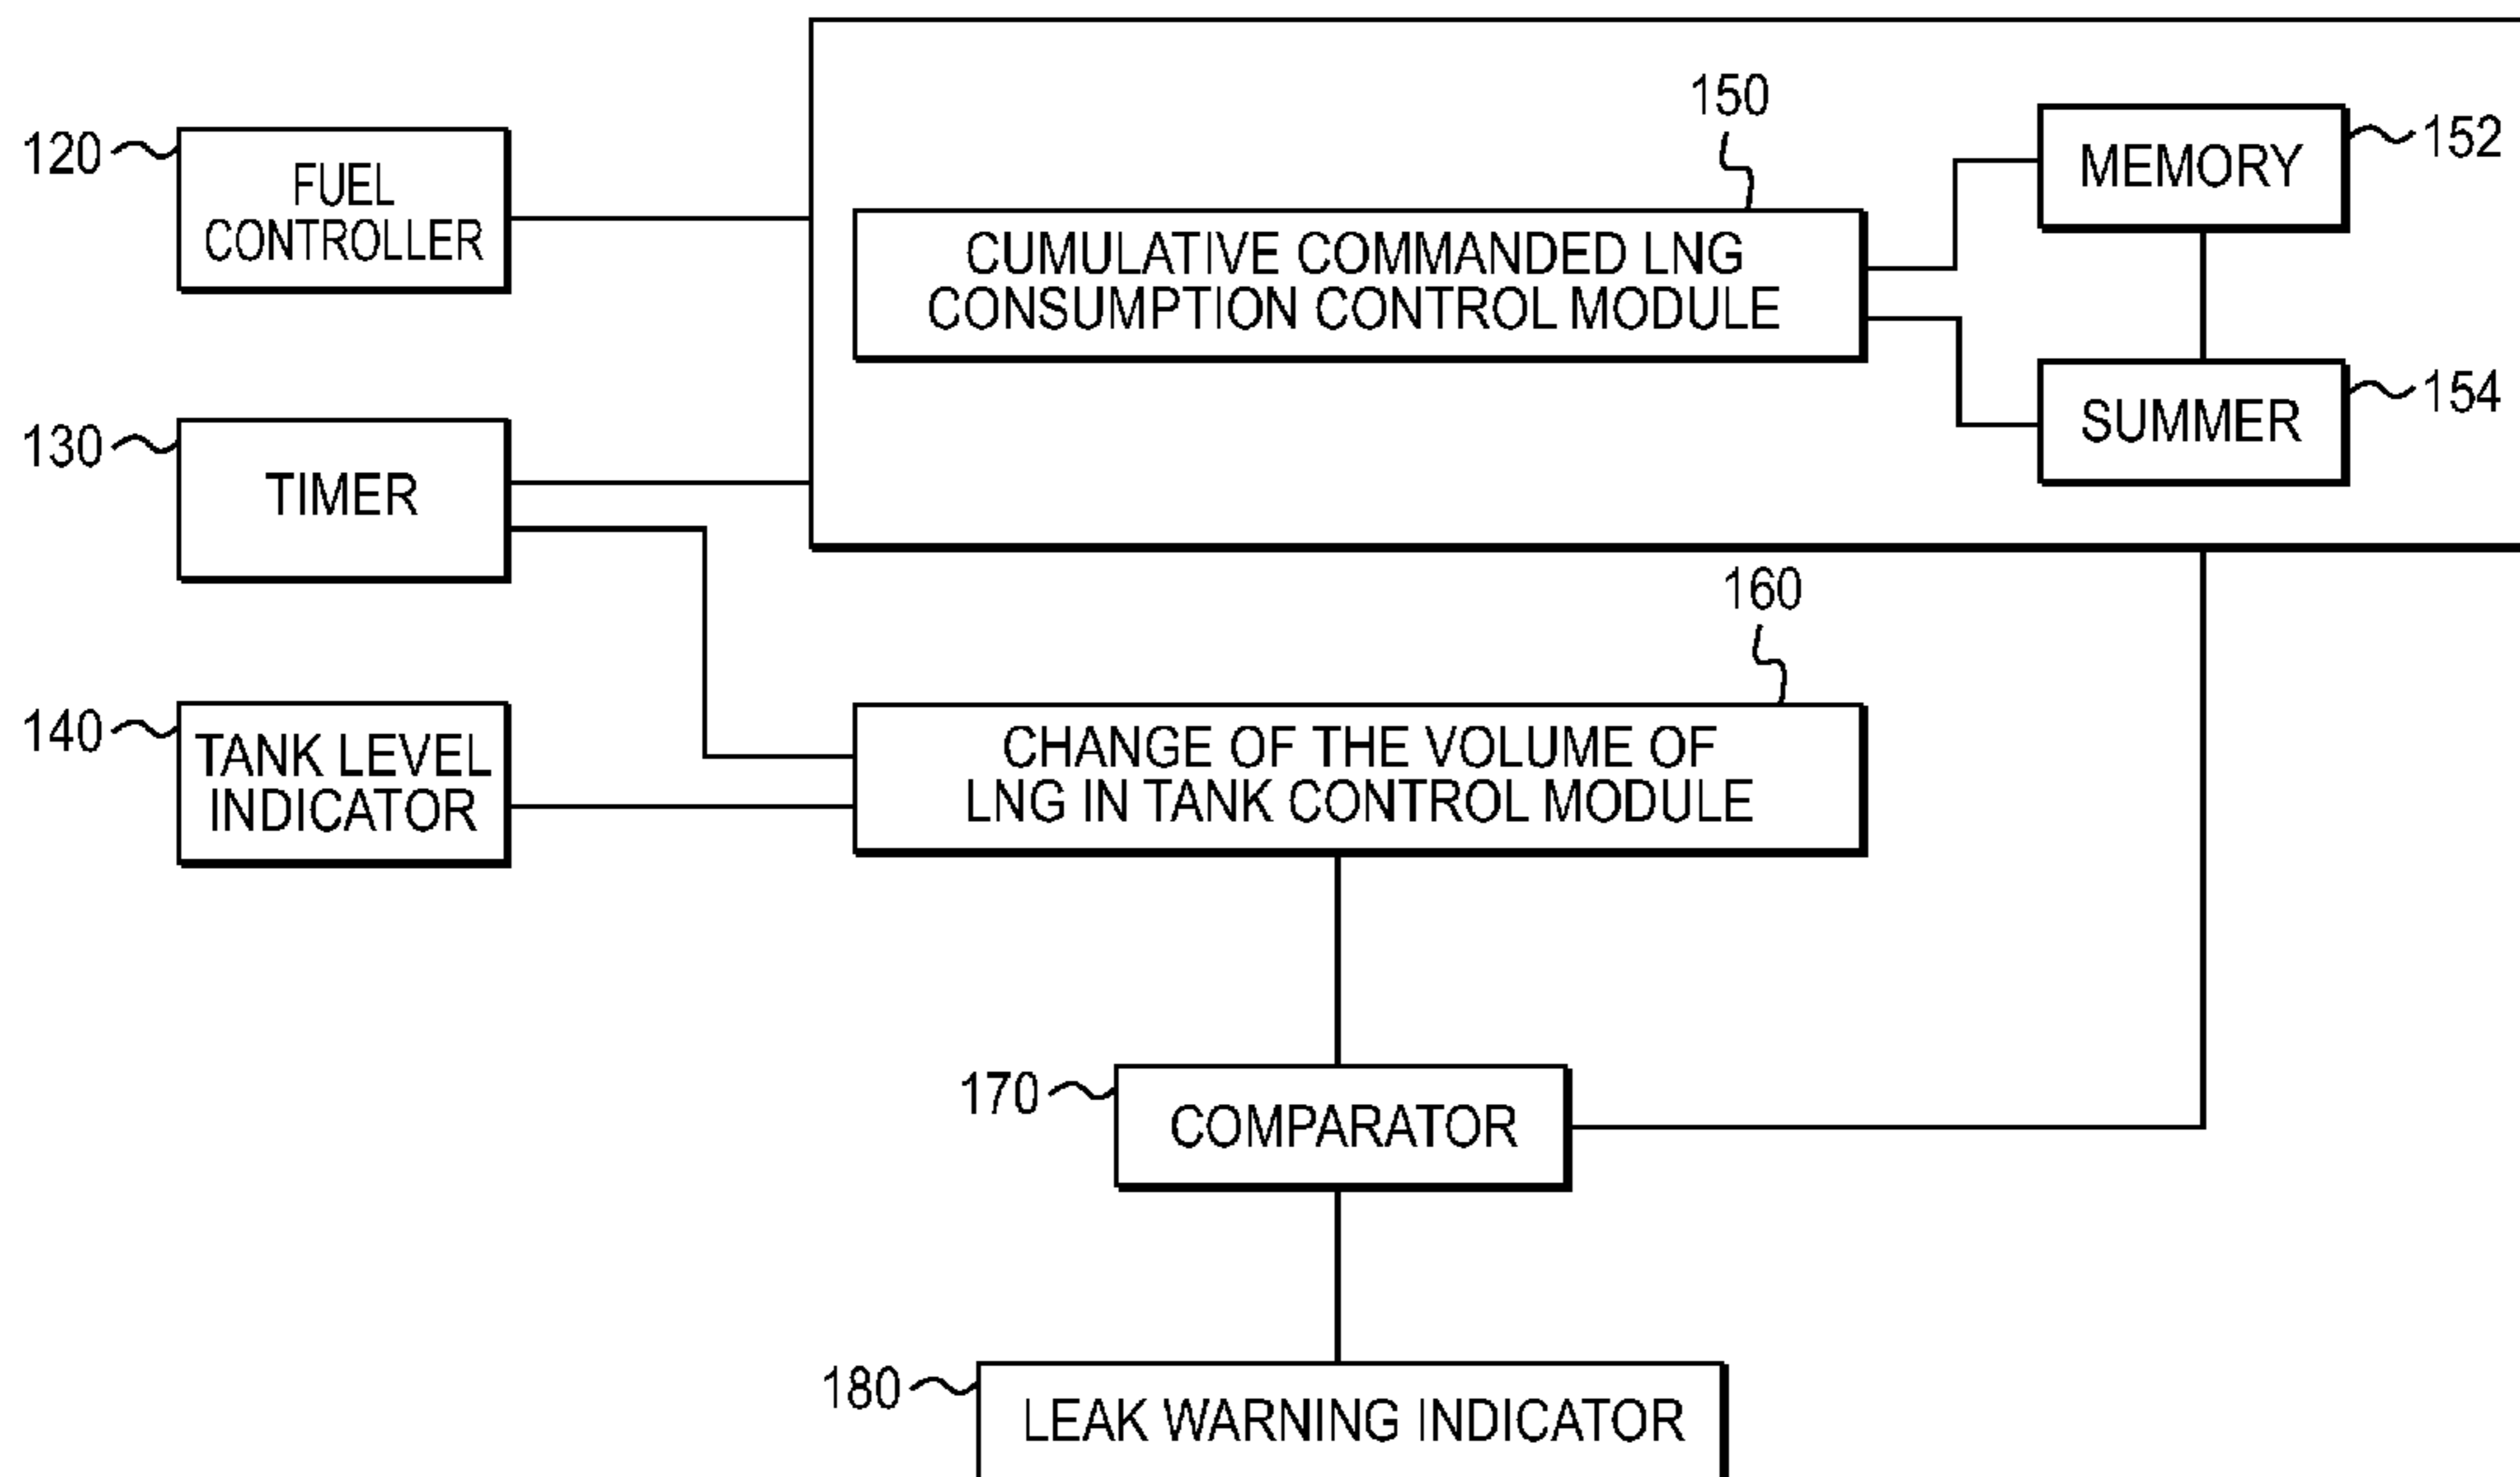 150
120
FUEL
CONTROLLER
MEMORY
152
CUMULATIVE COMMANDED LNG
CONSUMPTION CONTROL MODULE
130
TIMER
SUMMER
154
160
140
TANK LEVEL
INDICATOR
CHANGE OF THE VOLUME OF
LNG IN TANK CONTROL MODULE
170
COMPARATOR
180
LEAK WARNING INDICATOR